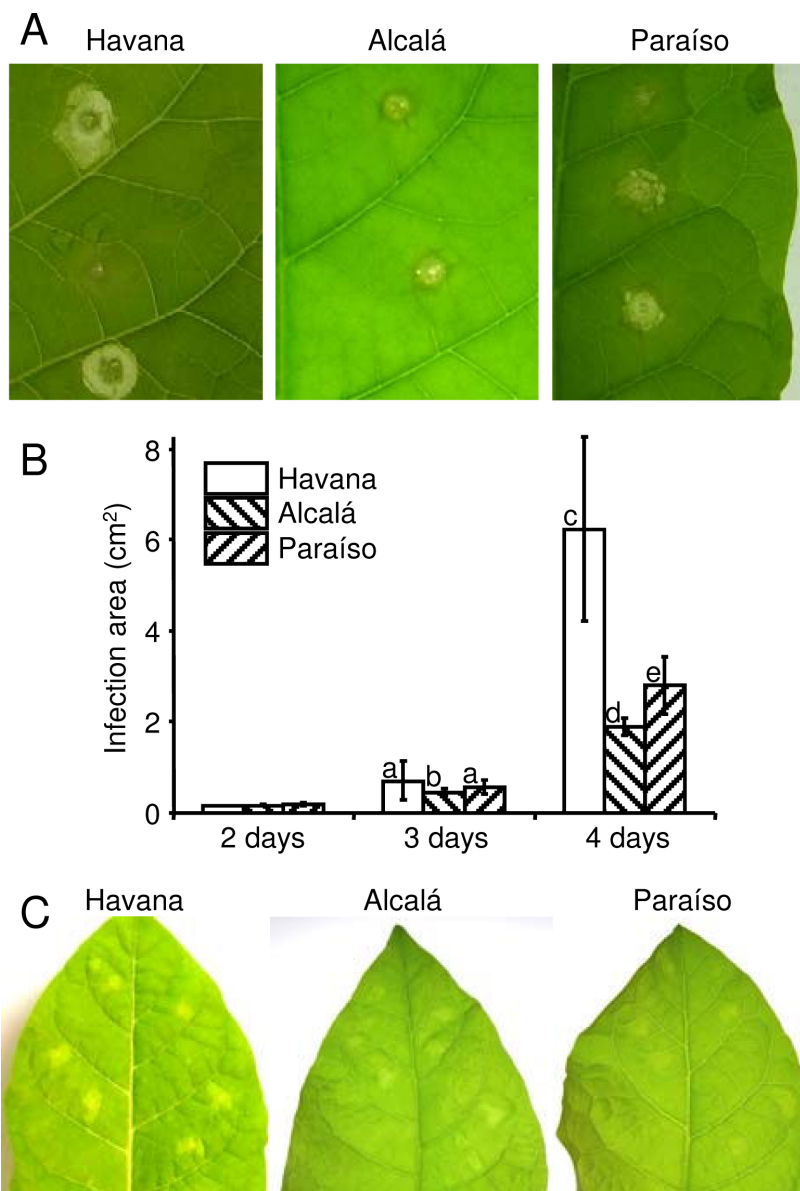 A
Havana Alcalá Paraíso
B
8
6
4
2
0
Infection area (cm²)
Havana
Alcalá
Paraíso
a b a
c d e
2 days 3 days 4 days
C
Havana Alcalá Paraíso